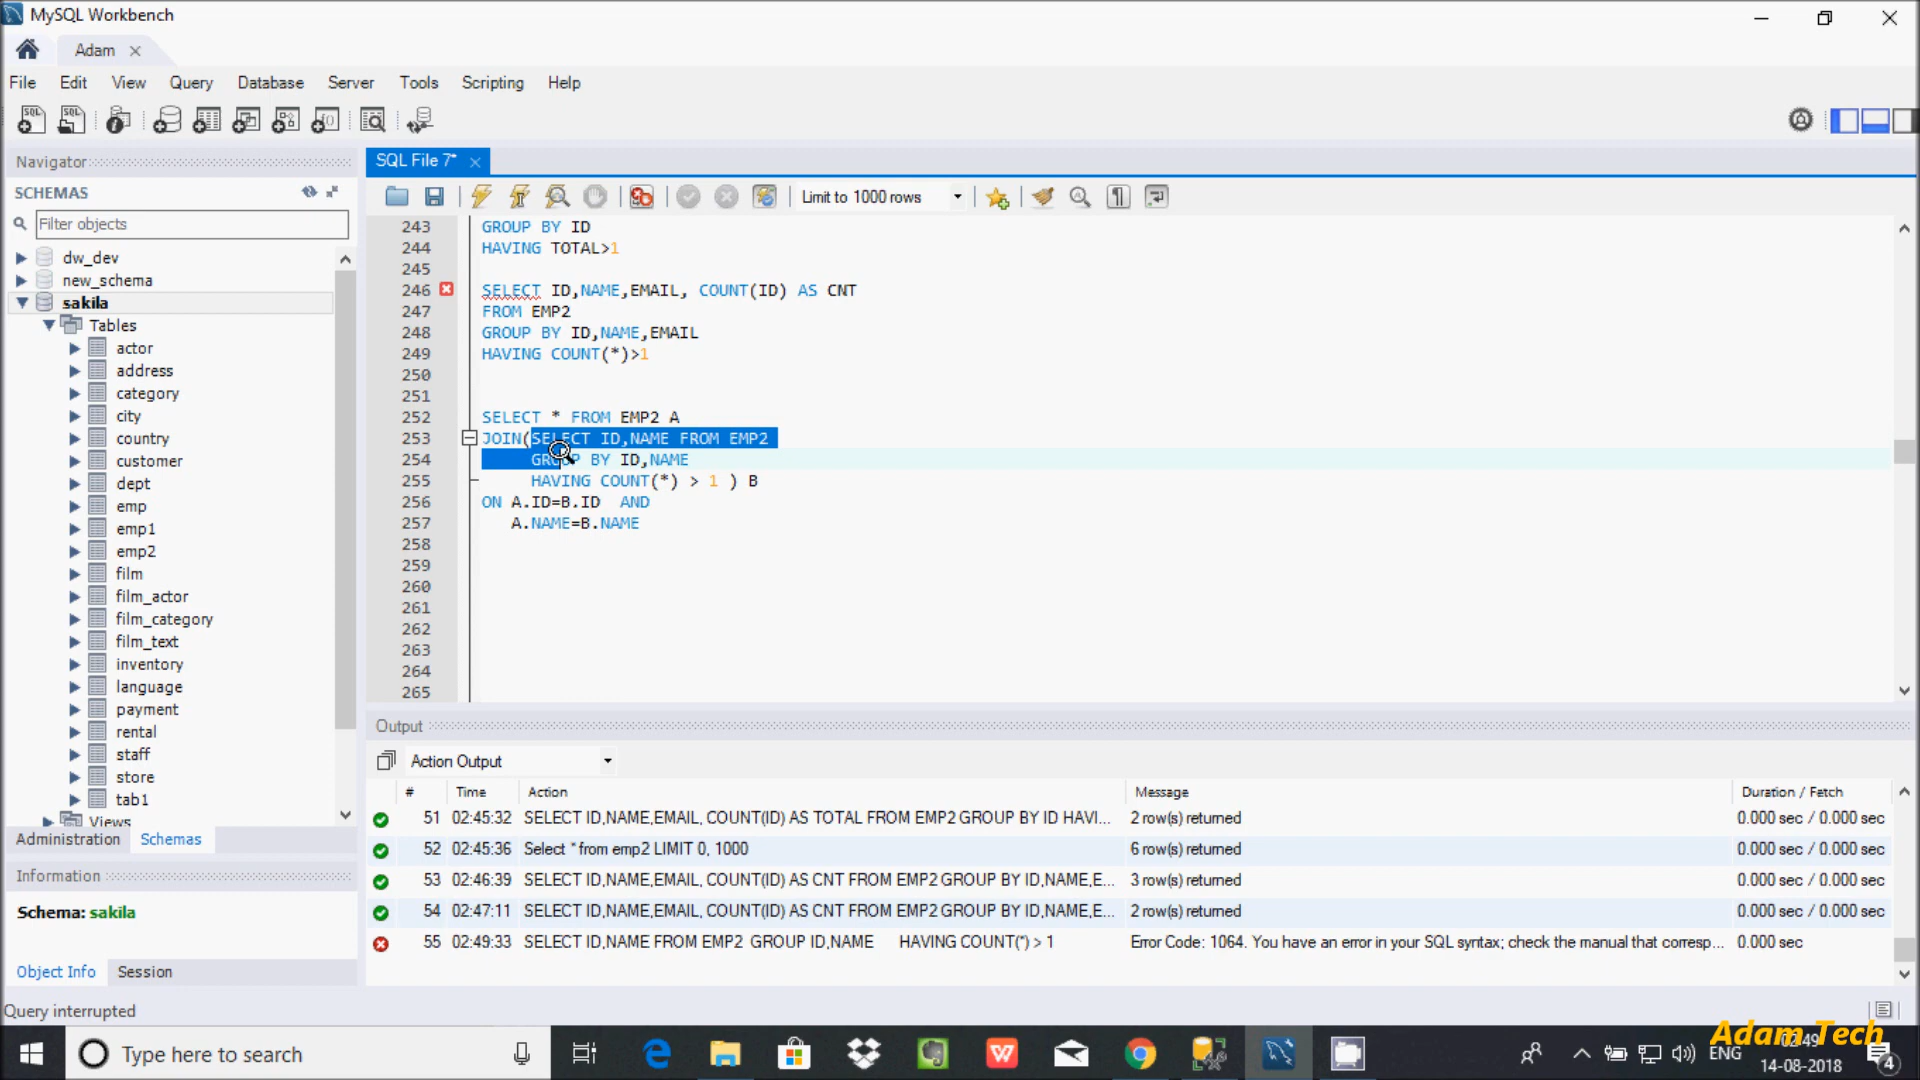 MySQL Workbench
Adam
File Edit View Query Database Server Tools Scripting Help
Navigator
SCHEMAS
Filter objects
dw_dev
new_schema
sakila
Tables
actor
address
category
city
country
customer
dept
emp
emp1
emp2
film
film_actor
film_category
film_text
inventory
language
payment
rental
staff
store
tab1
Views
Administration Schemas
Information
Schema: sakila
Object Info Session
Query interrupted
SQL File 7*
Limit to 1000 rows
243 GROUP BY ID
244 HAVING TOTAL>1
245
246 SELECT ID,NAME,EMAIL, COUNT(ID) AS CNT
247 FROM EMP2
248 GROUP BY ID,NAME,EMAIL
249 HAVING COUNT(*)>1
250
251
252 SELECT * FROM EMP2 A
253 JOIN(SELECT ID,NAME FROM EMP2
254 GROUP BY ID,NAME
255 HAVING COUNT(*) > 1 ) B
256 ON A.ID=B.ID AND
257 A.NAME=B.NAME
258
259
260
261
262
263
264
265
Output
Action Output
# Time Action Message Duration / Fetch
51 02:45:32 SELECT ID,NAME,EMAIL, COUNT(ID) AS TOTAL FROM EMP2 GROUP BY ID HAVI... 2 row(s) returned 0.000 sec / 0.000 sec
52 02:45:36 Select * from emp2 LIMIT 0, 1000 6 row(s) returned 0.000 sec / 0.000 sec
53 02:46:39 SELECT ID,NAME,EMAIL, COUNT(ID) AS CNT FROM EMP2 GROUP BY ID,NAME,E... 3 row(s) returned 0.000 sec / 0.000 sec
54 02:47:11 SELECT ID,NAME,EMAIL, COUNT(ID) AS CNT FROM EMP2 GROUP BY ID,NAME,E... 2 row(s) returned 0.000 sec / 0.000 sec
55 02:49:33 SELECT ID,NAME FROM EMP2 GROUP ID,NAME HAVING COUNT(*) > 1 Error Code: 1064. You have an error in your SQL syntax; check the manual that corresp... 0.000 sec
Type here to search
Adam Tech
ENG
02:49
14-08-2018
4